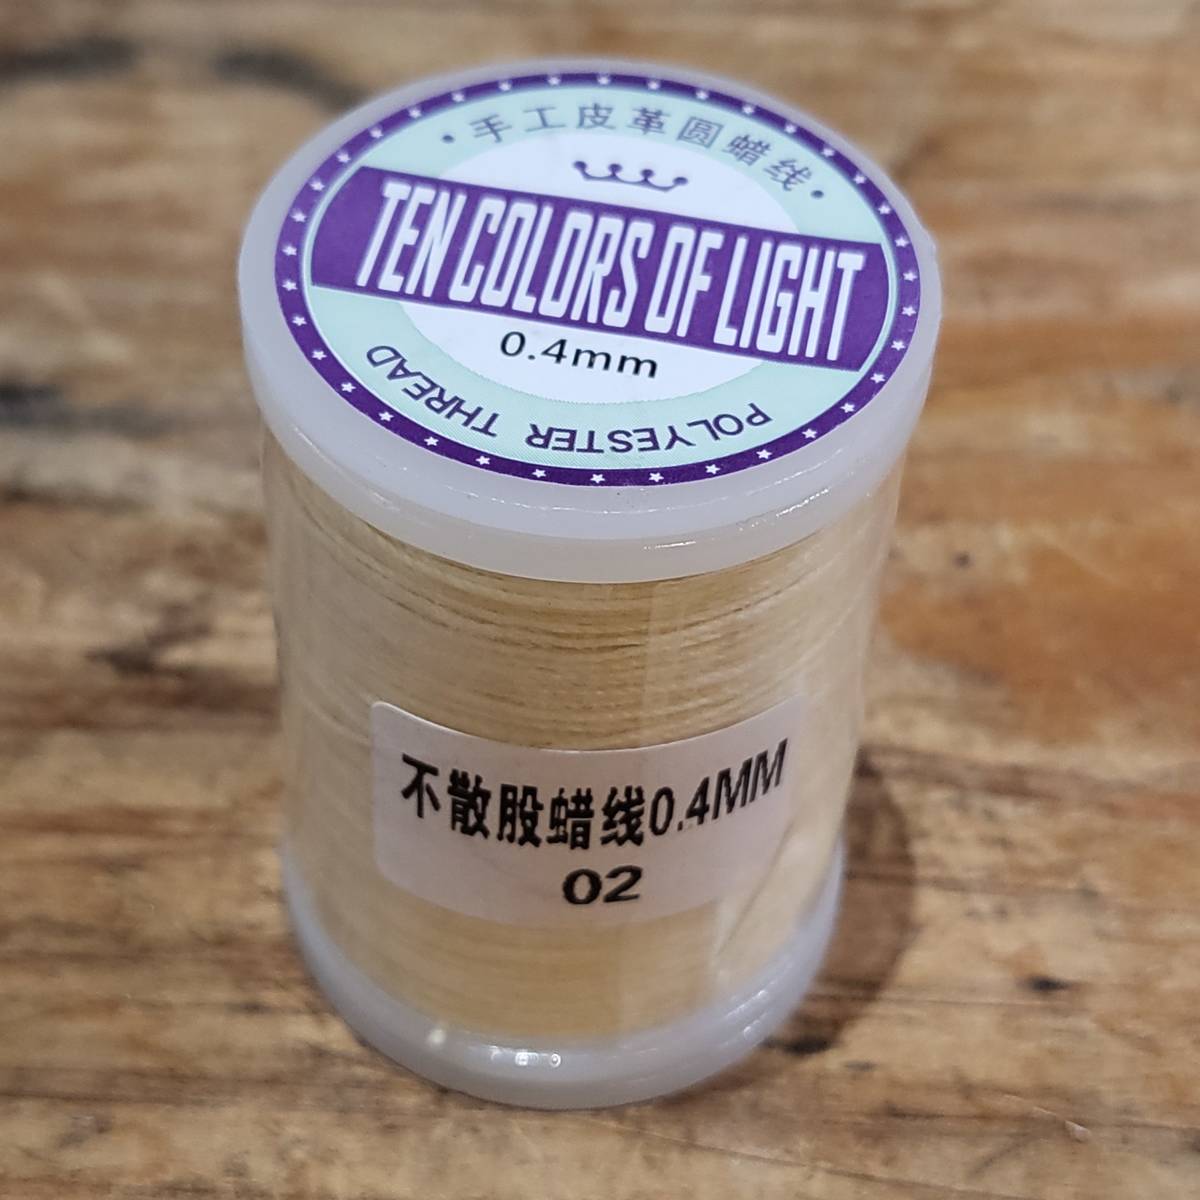 ·手工皮革圆蜡线·
TEN COLORS OF LIGHT
0.4mm
POLYESTER THREAD
不散股蜡线0.4MM
02